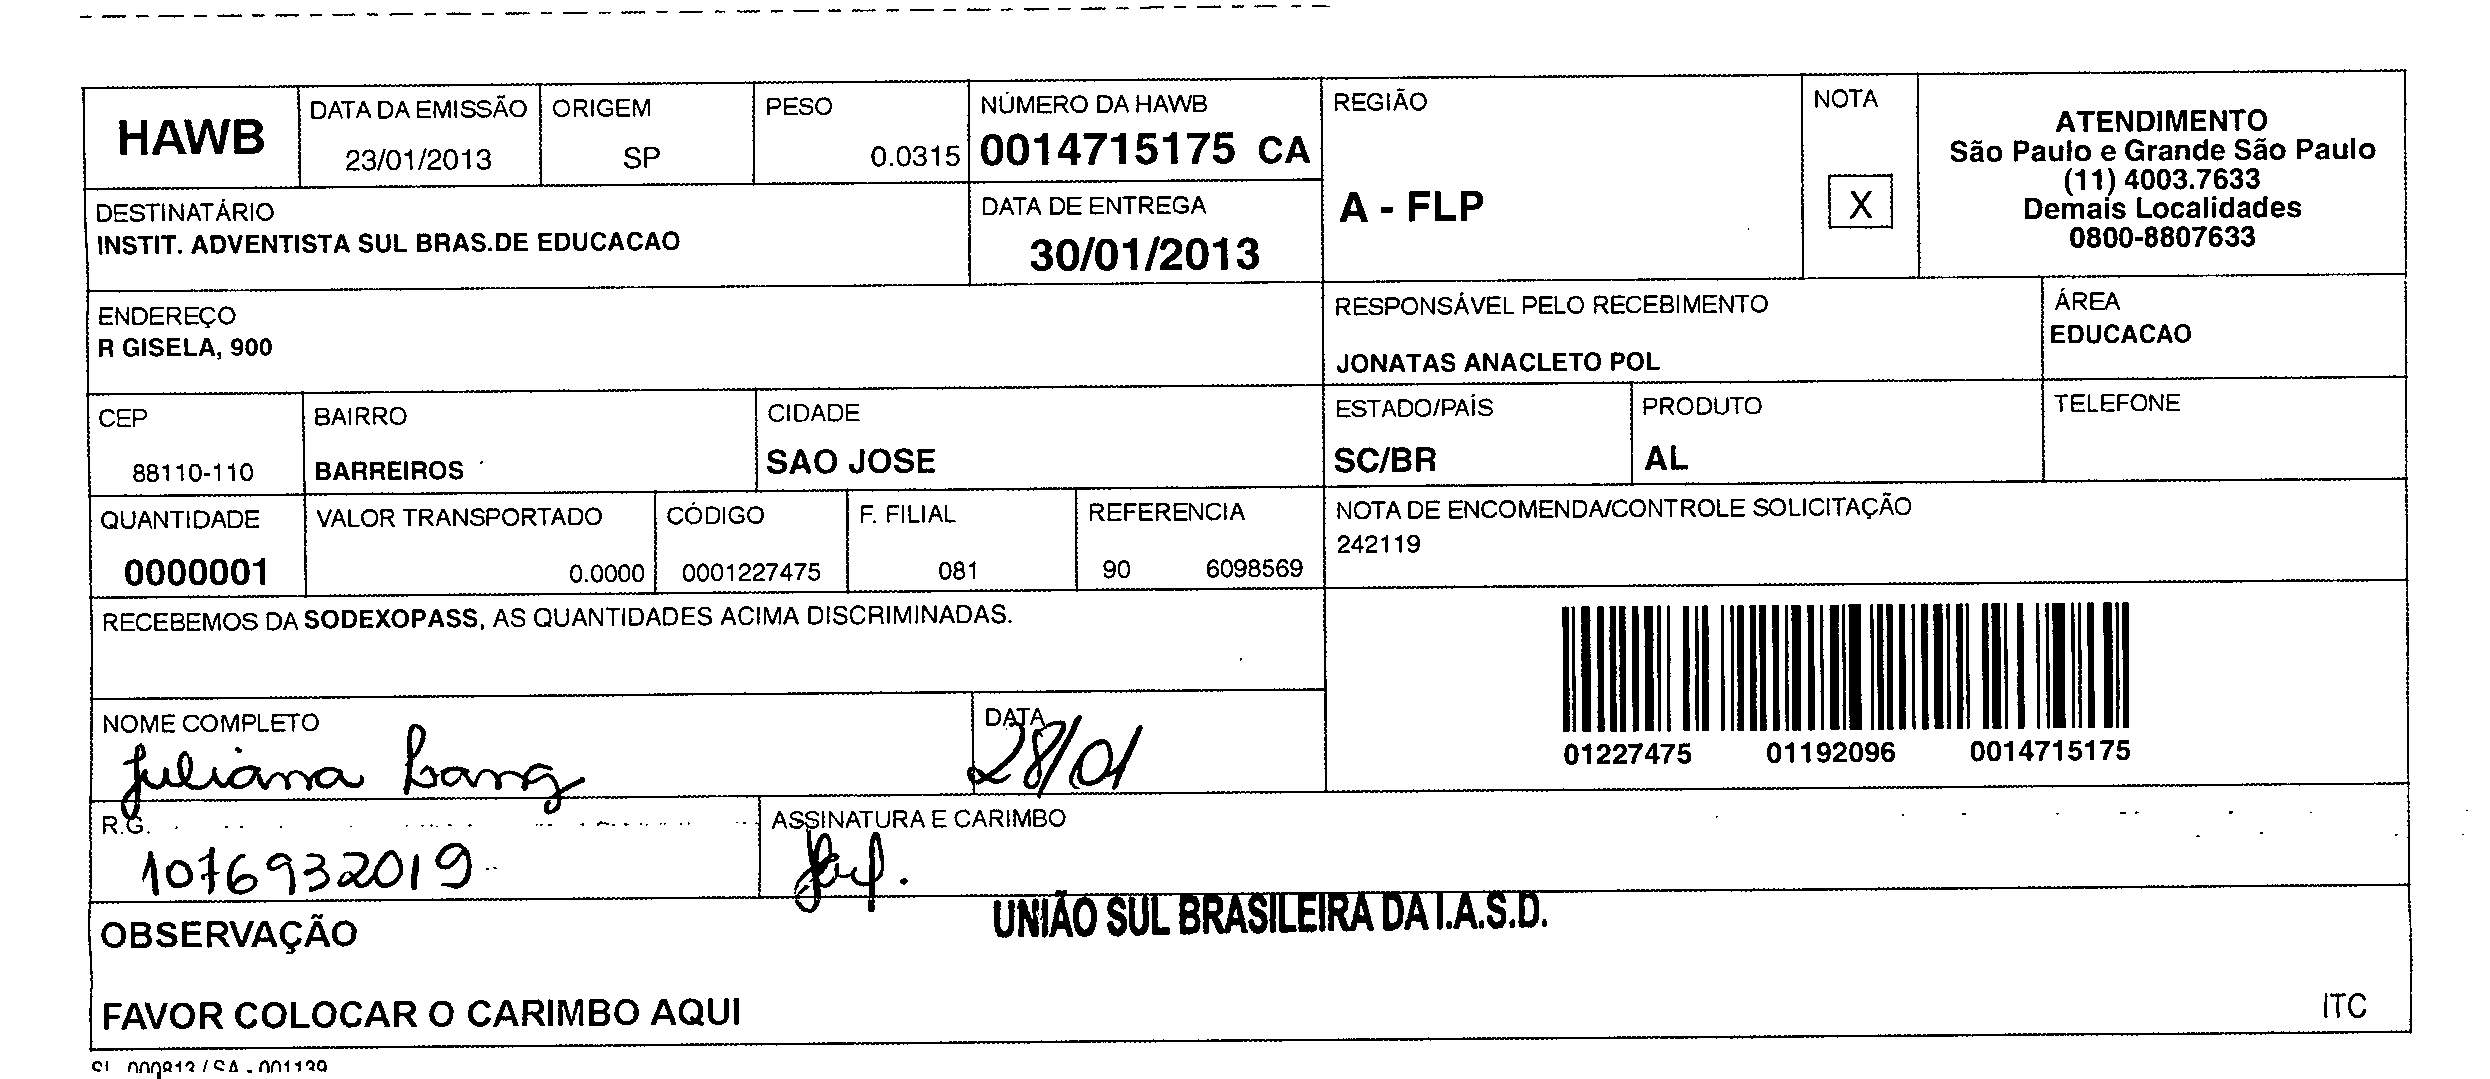 HAWB
DATA DA EMISSÃO
23/01/2013
ORIGEM
SP
PESO
0.0315
NÚMERO DA HAWB
0014715175 CA
REGIÃO
A - FLP
NOTA
X
ATENDIMENTO
São Paulo e Grande São Paulo
(11) 4003.7633
Demais Localidades
0800-8807633
DESTINATÁRIO
INSTIT. ADVENTISTA SUL BRAS.DE EDUCACAO
DATA DE ENTREGA
30/01/2013
ENDEREÇO
R GISELA, 900
RESPONSÁVEL PELO RECEBIMENTO
JONATAS ANACLETO POL
ÁREA
EDUCACAO
CEP
88110-110
BAIRRO
BARREIROS
CIDADE
SAO JOSE
ESTADO/PAÍS
SC/BR
PRODUTO
AL
TELEFONE
QUANTIDADE
0000001
VALOR TRANSPORTADO
0.0000
CÓDIGO
0001227475
F. FILIAL
081
REFERENCIA
90 6098569
NOTA DE ENCOMENDA/CONTROLE SOLICITAÇÃO
242119
RECEBEMOS DA SODEXOPASS, AS QUANTIDADES ACIMA DISCRIMINADAS.
01227475 01192096 0014715175
NOME COMPLETO
Juliana Lang
DATA
28/01
R.G.
1076932019
ASSINATURA E CARIMBO
UNIÃO SUL BRASILEIRA DA I.A.S.D.
OBSERVAÇÃO
FAVOR COLOCAR O CARIMBO AQUI
ITC
SL 000813 / SA - 001139